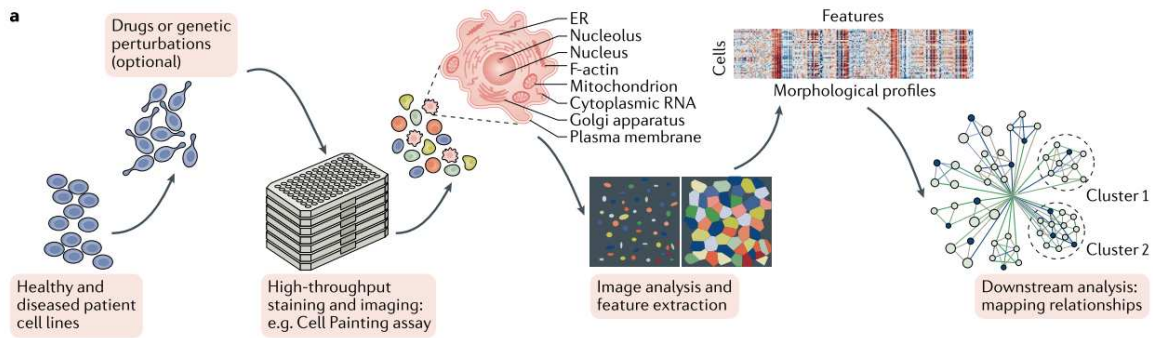 a
Drugs or genetic
perturbations
(optional)
Healthy and
diseased patient
cell lines
High-throughput
staining and imaging:
e.g. Cell Painting assay
ER
Nucleolus
Nucleus
F-actin
Mitochondrion
Cytoplasmic RNA
Golgi apparatus
Plasma membrane
Image analysis and
feature extraction
Features
Cells
Morphological profiles
Cluster 1
Cluster 2
Downstream analysis:
mapping relationships